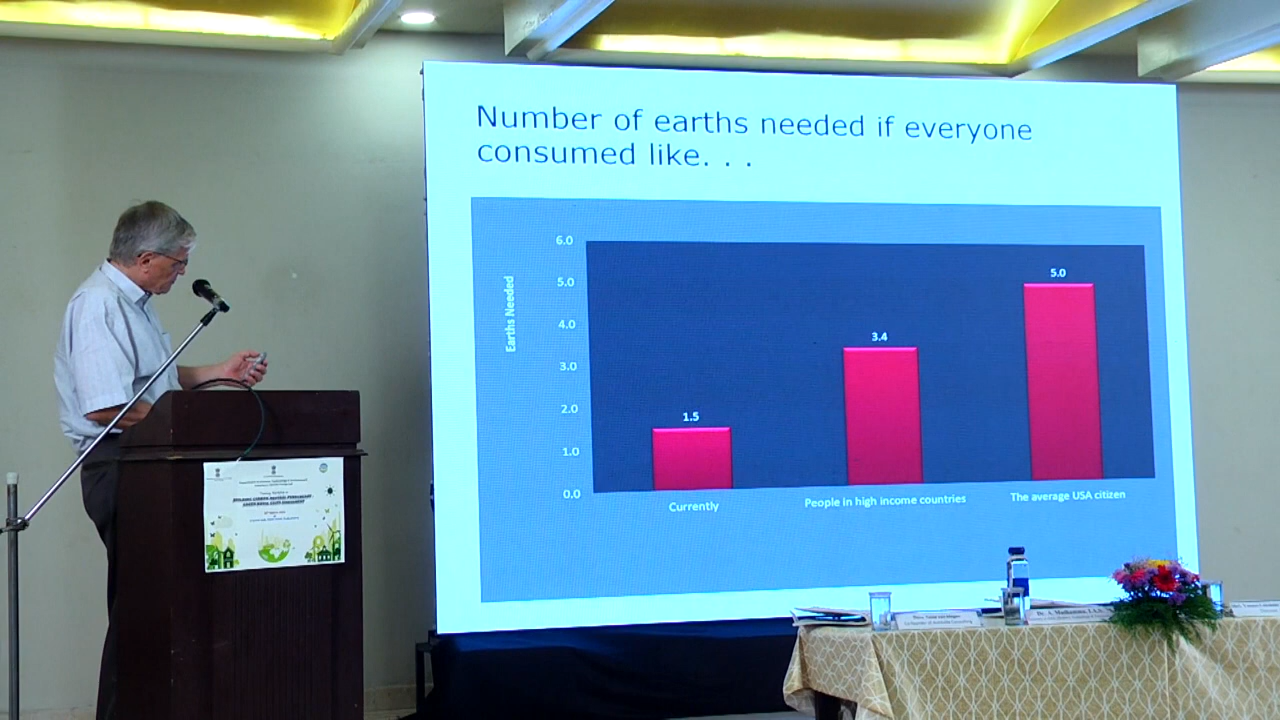 Number of earths needed if everyone
consumed like. . .
Earths Needed
6.0
5.0
4.0
3.0
2.0
1.0
0.0
1.5
3.4
5.0
Currently
People in high income countries
The average USA citizen